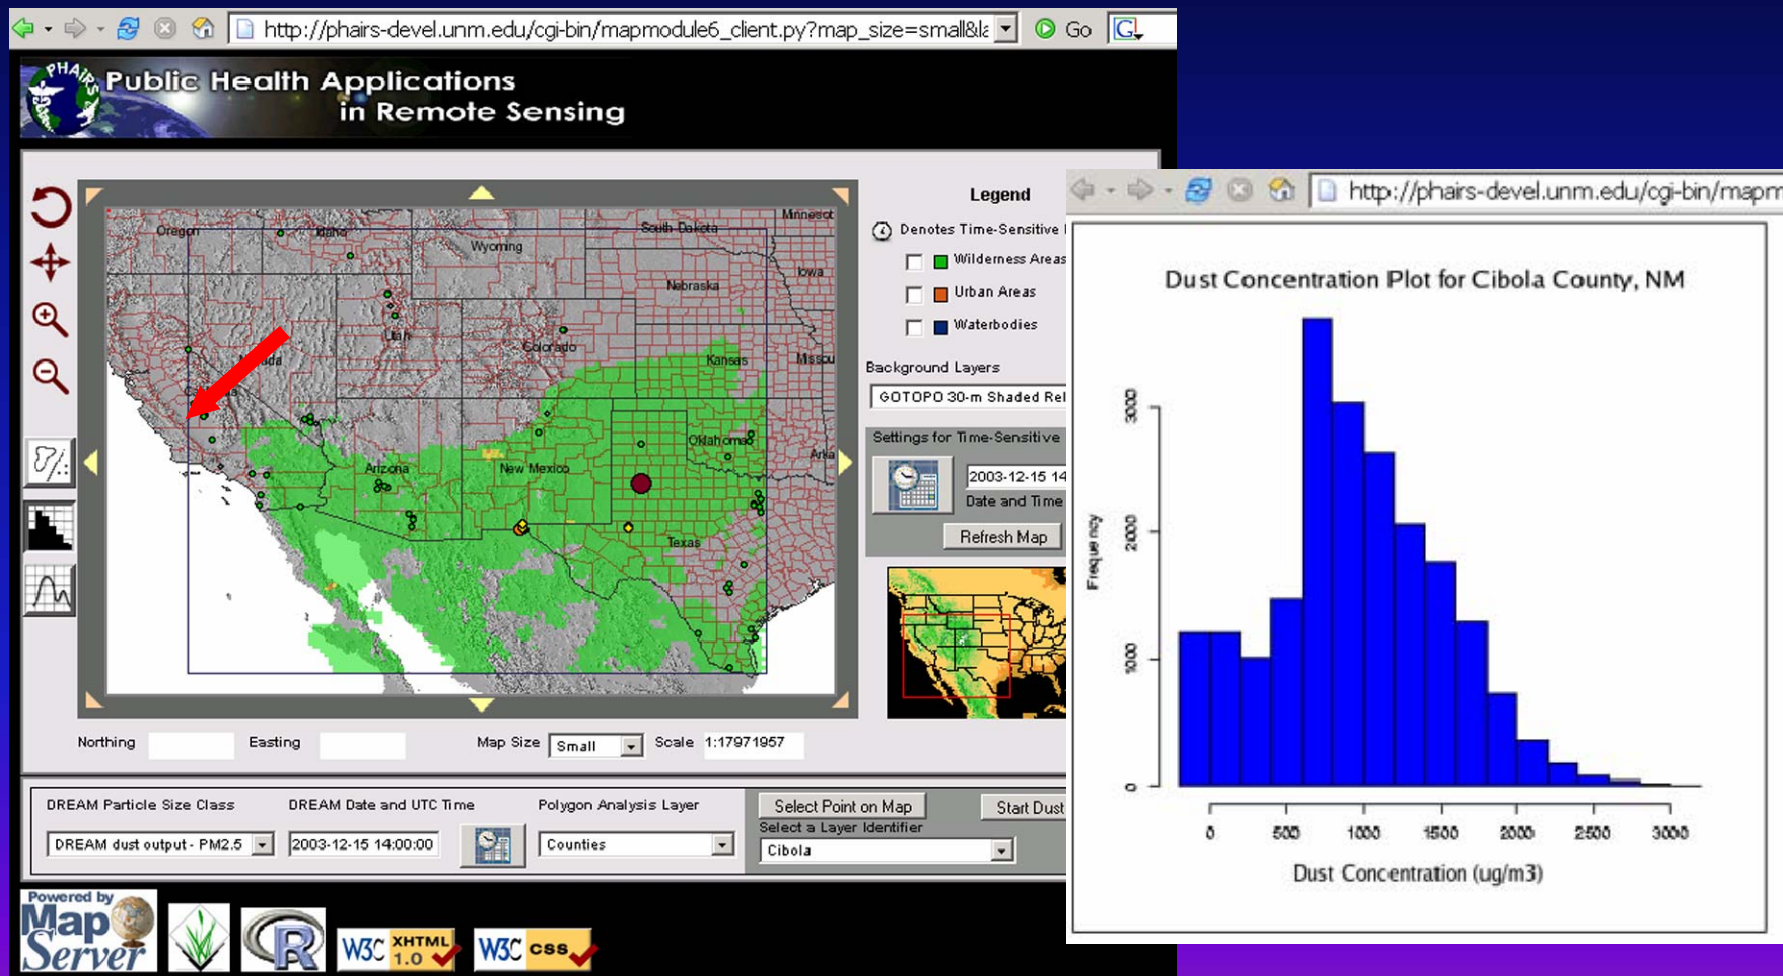 http://phairs-devel.unm.edu/cgi-bin/mapmodule6_client.py?map_size=small&la
Go
G
PHAIRS
Public Health Applications
in Remote Sensing
Oregon
Idaho
Wyoming
South Dakota
Minnesot
Iowa
Nebraska
Utah
Colorado
Kansas
Missou
Arizona
New Mexico
Oklahoma
Arka
Texas
Legend
Denotes Time-Sensitive
Wilderness Areas
Urban Areas
Waterbodies
Background Layers
GOTOPO 30-m Shaded Rel
Settings for Time-Sensitive
2003-12-15 14
Date and Time
Refresh Map
Northing
Easting
Map Size
Small
Scale
1:17971957
DREAM Particle Size Class
DREAM Date and UTC Time
Polygon Analysis Layer
Select Point on Map
Start Dust
DREAM dust output - PM2.5
2003-12-15 14:00:00
Counties
Select a Layer Identifier
Cibola
Powered by
Map
Server
R
W3C XHTML 1.0
W3C css
http://phairs-devel.unm.edu/cgi-bin/mapm
Dust Concentration Plot for Cibola County, NM
Frequency
3000
2000
1000
0
0 500 1000 1500 2000 2500 3000
Dust Concentration (ug/m3)